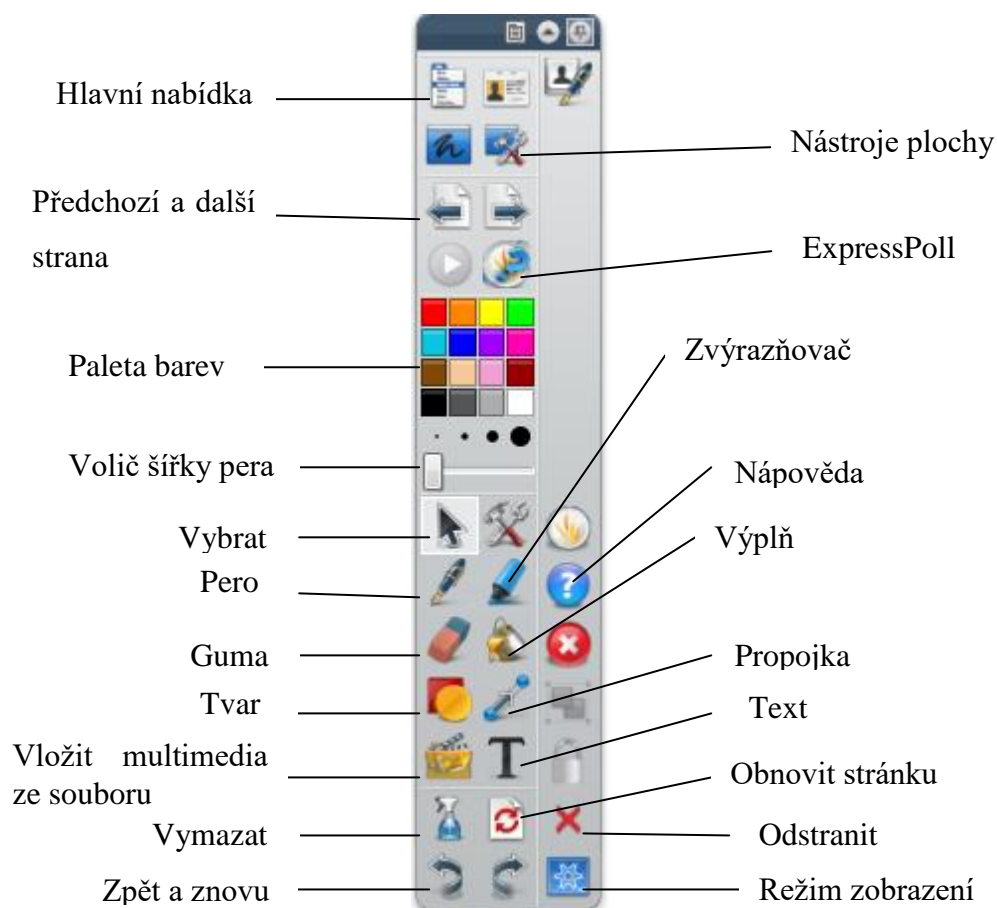 Hlavní nabídka
Nástroje plochy
Předchozí a další
strana
ExpressPoll
Zvýrazňovač
Paleta barev
Volič šířky pera
Nápověda
Vybrat
Výplň
Pero
Guma
Propojka
Tvar
Text
Vložit multimedia
ze souboru
Obnovit stránku
Vymazat
Odstranit
Zpět a znovu
Režim zobrazení